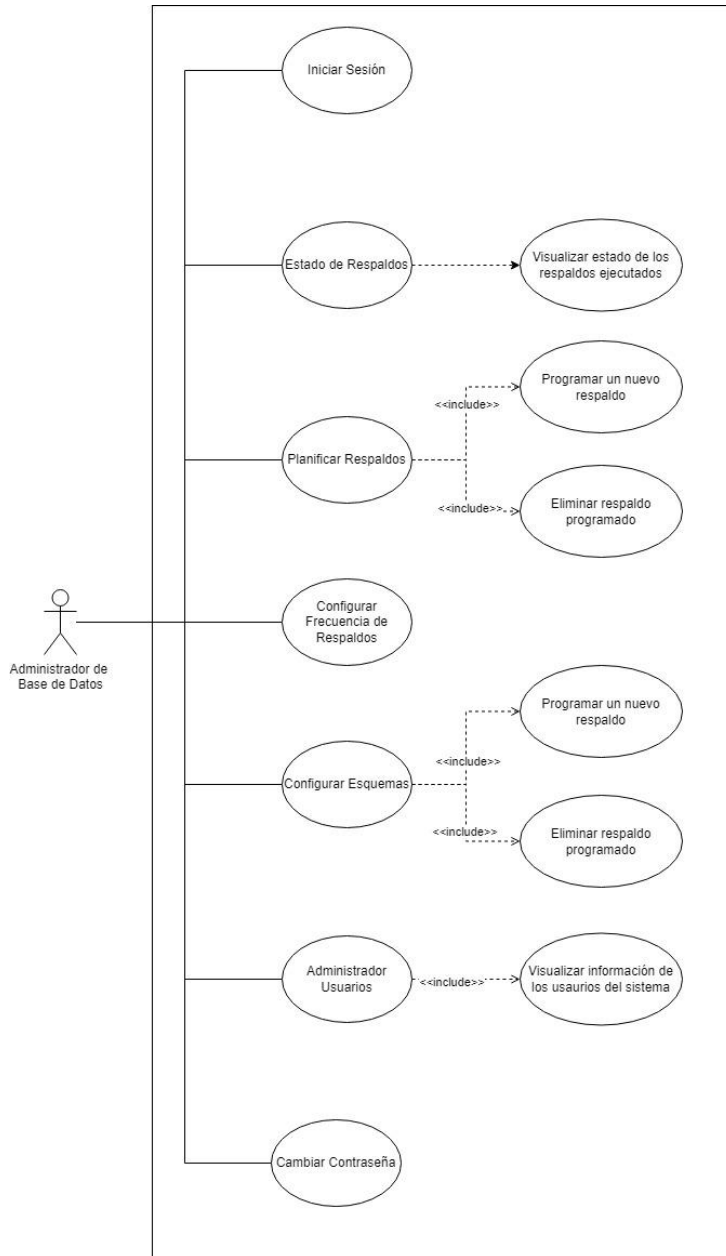 Iniciar Sesión
Estado de Respaldos
Visualizar estado de los
respaldos ejecutados
Programar un nuevo
respaldo
<<include>>
Planificar Respaldos
<<include>>
Eliminar respaldo
programado
Configurar
Frecuencia de
Respaldos
Administrador de
Base de Datos
Programar un nuevo
respaldo
<<include>>
Configurar Esquemas
<<include>>
Eliminar respaldo
programado
Administrador
Usuarios
<<include>>
Visualizar información de
los usaurios del sistema
Cambiar Contraseña